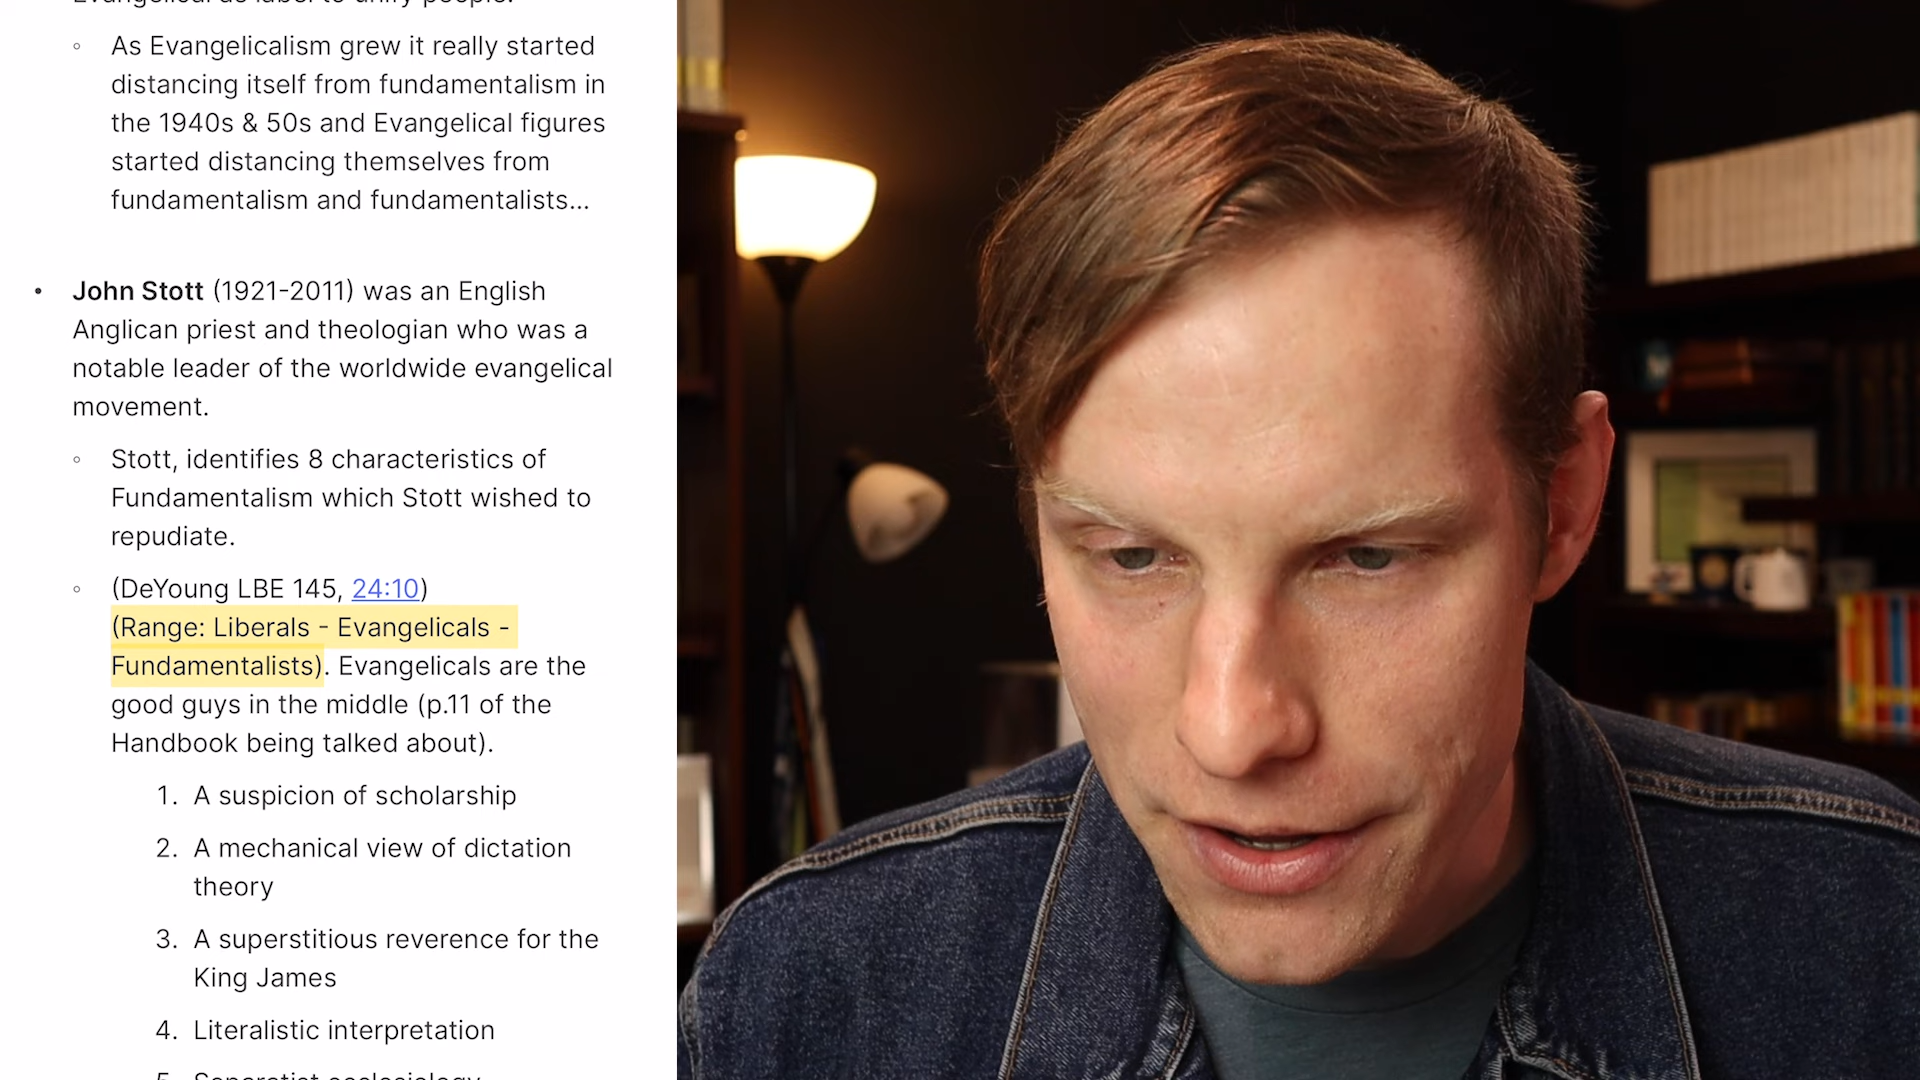 As Evangelicalism grew it really started
distancing itself from fundamentalism in
the 1940s & 50s and Evangelical figures
started distancing themselves from
fundamentalism and fundamentalists...
• John Stott (1921-2011) was an English
Anglican priest and theologian who was a
notable leader of the worldwide evangelical
movement.
Stott, identifies 8 characteristics of
Fundamentalism which Stott wished to
repudiate.
(DeYoung LBE 145, 24:10)
(Range: Liberals - Evangelicals -
Fundamentalists). Evangelicals are the
good guys in the middle (p.11 of the
Handbook being talked about).
1. A suspicion of scholarship
2. A mechanical view of dictation
theory
3. A superstitious reverence for the
King James
4. Literalistic interpretation